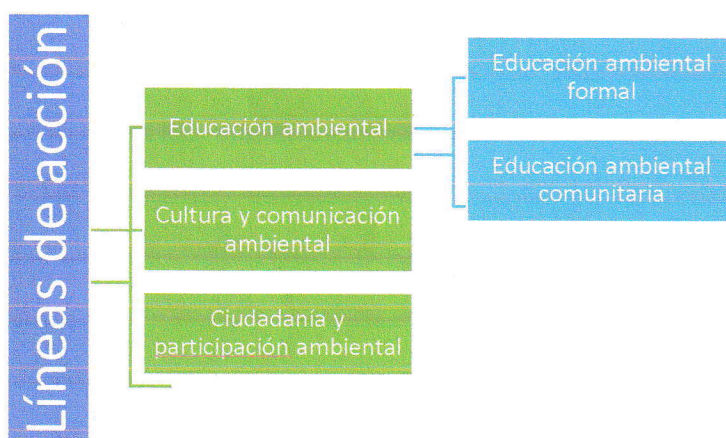 Líneas de acción
Educación ambiental
Cultura y comunicación
ambiental
Ciudadanía y
participación ambiental
Educación ambiental
formal
Educación ambiental
comunitaria